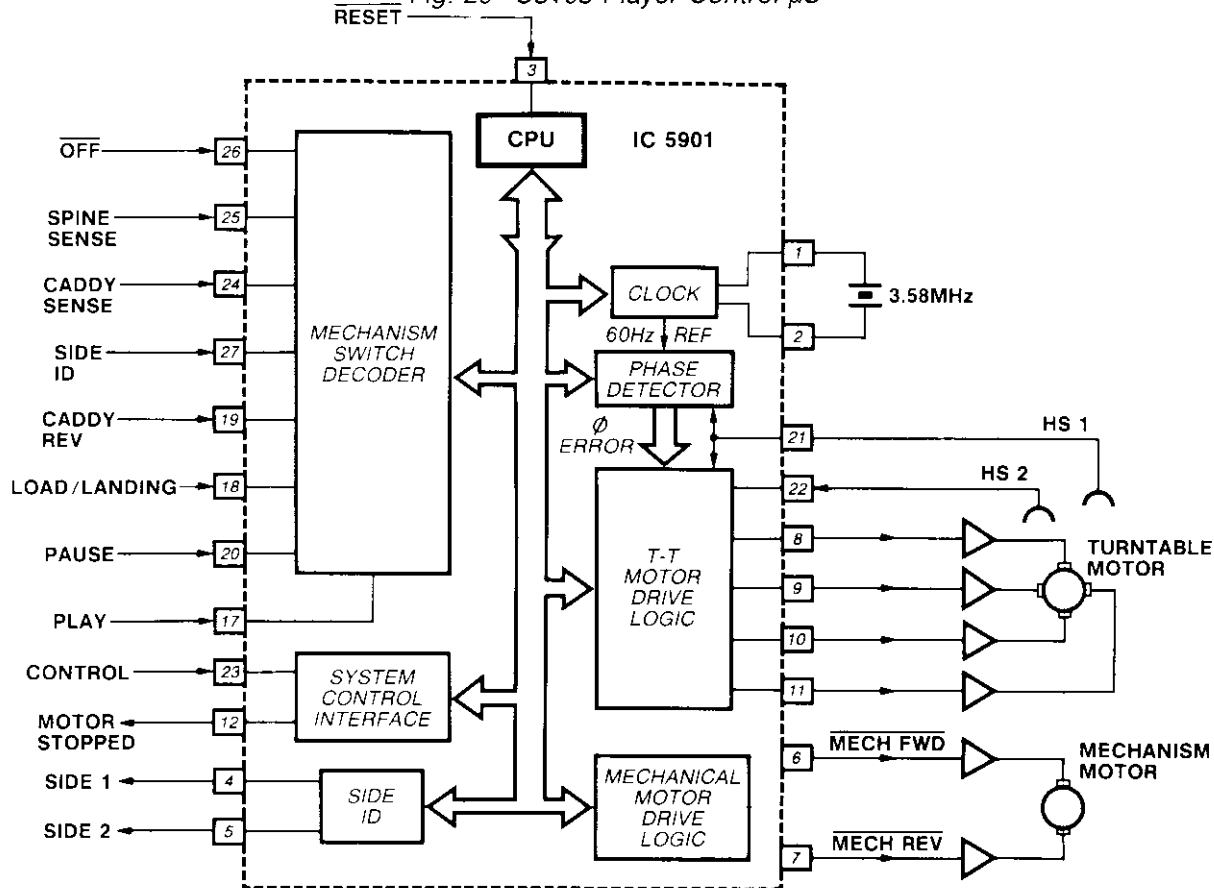 Fig.
Player Control µC
RESET
3
CPU
IC 5901
OFF
26
SPINE
SENSE
25
CADDY
SENSE
24
SIDE
ID
27
CADDY
REV
19
LOAD/LANDING
18
PAUSE
20
PLAY
17
CONTROL
23
MOTOR
STOPPED
12
SIDE 1
4
SIDE 2
5
MECHANISM
SWITCH
DECODER
SYSTEM
CONTROL
INTERFACE
SIDE
ID
CLOCK
60Hz REF
PHASE
DETECTOR
ϕ
ERROR
T-T
MOTOR
DRIVE
LOGIC
MECHANICAL
MOTOR
DRIVE
LOGIC
1
2
3.58MHz
21
HS 1
22
HS 2
8
9
10
11
TURNTABLE
MOTOR
6
MECH FWD
7
MECH REV
MECHANISM
MOTOR